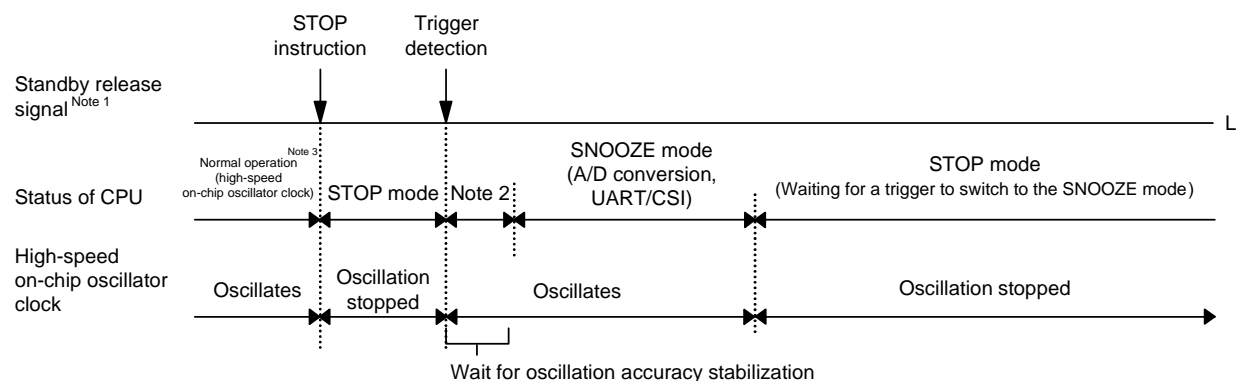 STOP
instruction
Trigger
detection
Standby release
signal Note 1
L
Status of CPU
Note 3
Normal operation
(high-speed
on-chip oscillator clock)
STOP mode
Note 2
SNOOZE mode
(A/D conversion,
UART/CSI)
STOP mode
(Waiting for a trigger to switch to the SNOOZE mode)
High-speed
on-chip oscillator
clock
Oscillates
Oscillation
stopped
Oscillates
Oscillation stopped
Wait for oscillation accuracy stabilization